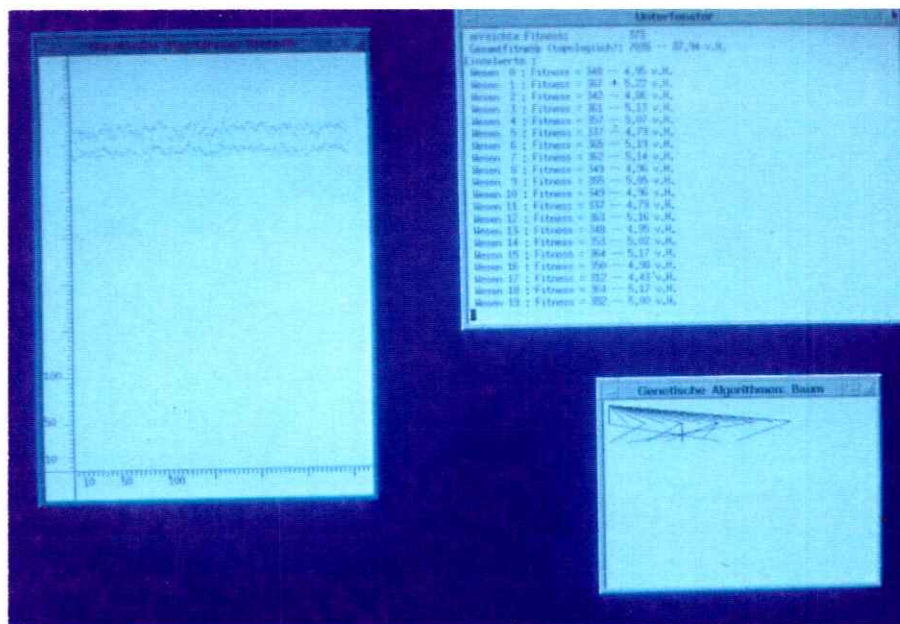 Genetische Algorithmen:
100
50
10
10 50 100
Unterfenster
erreichte Fitness: 373
Gesamtfitness (topologisch): 7035 -- 87,94 v.H.
Einzelwerte :
Wesen 0 : Fitness = 348 -- 4,95 v.H.
Wesen 1 : Fitness = 367 -- 5,22 v.H.
Wesen 2 : Fitness = 342 -- 4,86 v.H.
Wesen 3 : Fitness = 361 -- 5,13 v.H.
Wesen 4 : Fitness = 357 -- 5,07 v.H.
Wesen 5 : Fitness = 337 -- 4,79 v.H.
Wesen 6 : Fitness = 365 -- 5,19 v.H.
Wesen 7 : Fitness = 362 -- 5,14 v.H.
Wesen 8 : Fitness = 349 -- 4,96 v.H.
Wesen 9 : Fitness = 355 -- 5,05 v.H.
Wesen 10 : Fitness = 349 -- 4,96 v.H.
Wesen 11 : Fitness = 337 -- 4,79 v.H.
Wesen 12 : Fitness = 363 -- 5,16 v.H.
Wesen 13 : Fitness = 348 -- 4,95 v.H.
Wesen 14 : Fitness = 353 -- 5,02 v.H.
Wesen 15 : Fitness = 364 -- 5,17 v.H.
Wesen 16 : Fitness = 350 -- 4,98 v.H.
Wesen 17 : Fitness = 312 -- 4,43 v.H.
Wesen 18 : Fitness = 364 -- 5,17 v.H.
Wesen 19 : Fitness = 352 -- 5,00 v.H.
Genetische Algorithmen: Baum